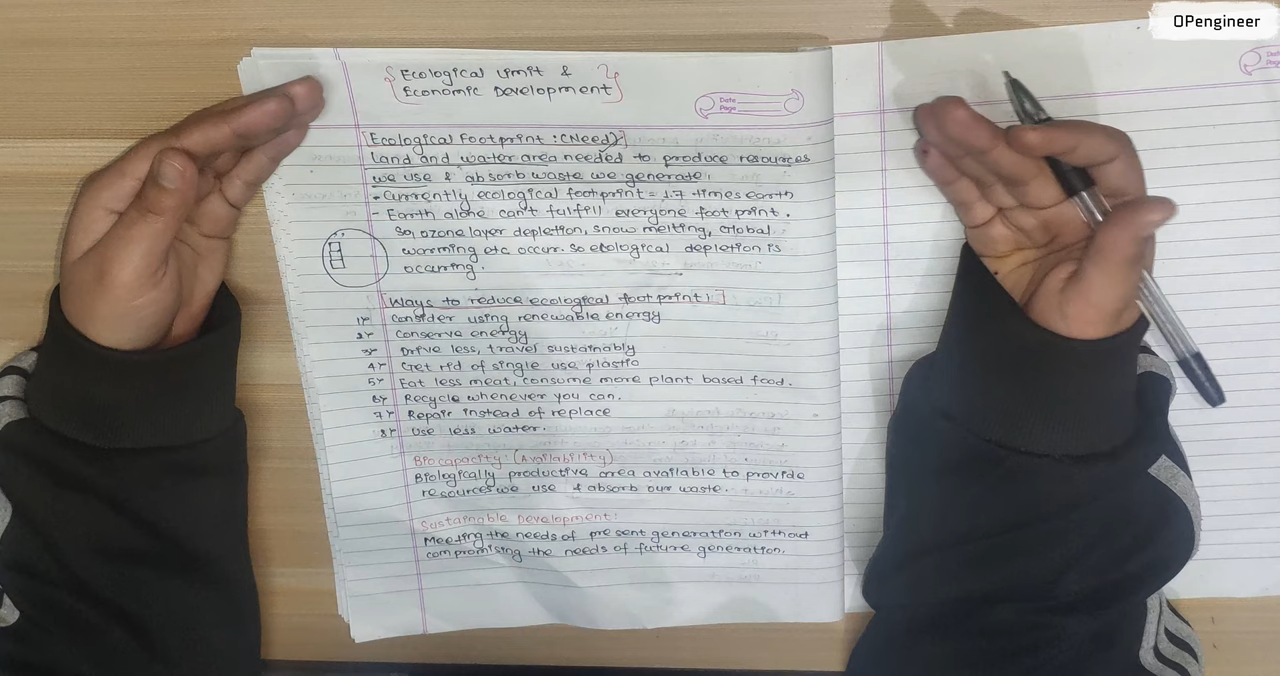 OPengineer
Ecological Limit &
Economic Development
Date
Page
Date
Page
Ecological Footprint : (Need)
Land and water area needed to produce resources
we use & absorb waste we generate.
- Currently ecological footprint = 1.7 times earth
- Earth alone can't fulfill everyone foot print.
So, ozone layer depletion, snow melting, Global
warming etc occur. So ecological depletion is
occuring.
Ways to reduce ecological footprint:
1> Consider using renewable energy
2> Conserve energy
3> Drive less, travel sustainably
4> Get rid of single use plastic
5> Eat less meat, consume more plant based food.
6> Recycle whenever you can.
7> Repair instead of replace
8> Use less water.
Biocapacity: (Availability)
Biologically productive area available to provide
resources we use & absorb our waste.
Sustainable Development:
Meeting the needs of present generation without
compromising the needs of future generation.